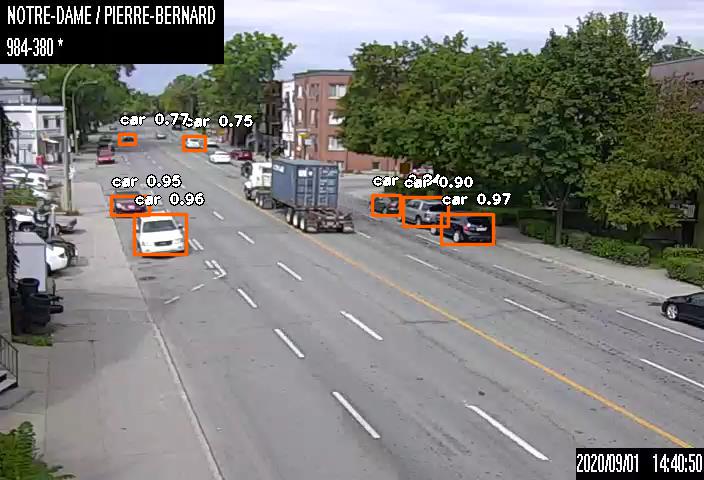 NOTRE-DAME / PIERRE-BERNARD
984-380 *
car 0.77
car 0.75
car 0.95
car 0.96
car
car 0.90
car 0.97
2020/09/01 14:40:50